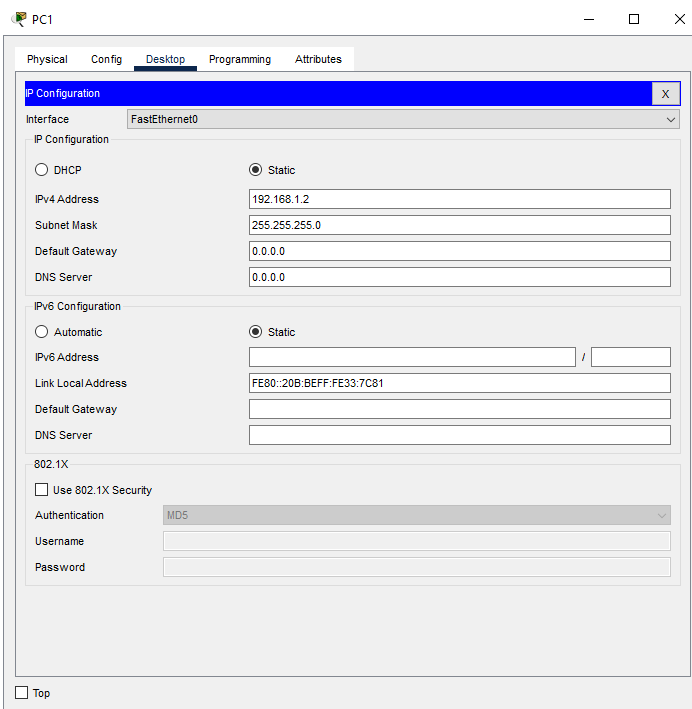 PC1
Physical Config Desktop Programming Attributes
IP Configuration X
Interface FastEthernet0
IP Configuration
DHCP Static
IPv4 Address 192.168.1.2
Subnet Mask 255.255.255.0
Default Gateway 0.0.0.0
DNS Server 0.0.0.0
IPv6 Configuration
Automatic Static
IPv6 Address /
Link Local Address FE80::20B:BEFF:FE33:7C81
Default Gateway
DNS Server
802.1X
Use 802.1X Security
Authentication MD5
Username
Password
Top